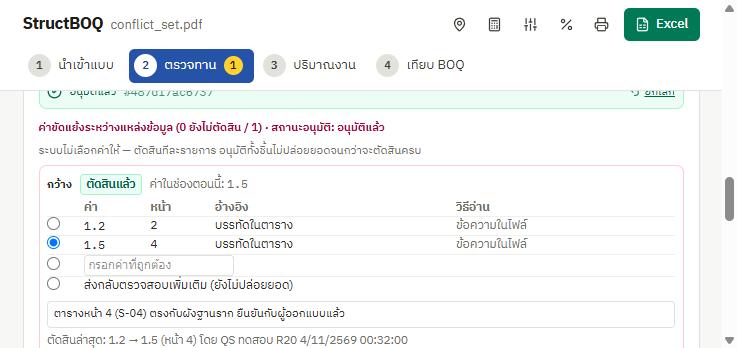 StructBOQ conflict_set.pdf Excel
1 นำเข้าแบบ 2 ตรวจทาน 1 3 ปริมาณงาน 4 เทียบ BOQ
อนุมัติแล้ว ยกเลิก
ค่าขัดแย้งระหว่างแหล่งข้อมูล (0 ยังไม่ตัดสิน / 1) · สถานะอนุมัติ: อนุมัติแล้ว
ระบบไม่เลือกค่าให้ — ตัดสินทีละรายการ อนุมัติทั้งชิ้นไม่ปล่อยยอดจนกว่าจะตัดสินครบ
กว้าง ตัดสินแล้ว ค่าในช่องตอนนี้: 1.5
ค่า หน้า อ้างอิง วิธีอ่าน
1.2 2 บรรทัดในตาราง ข้อความในไฟล์
1.5 4 บรรทัดในตาราง ข้อความในไฟล์
กรอกค่าที่ถูกต้อง
ส่งกลับตรวจสอบเพิ่มเติม (ยังไม่ปล่อยยอด)
ตารางหน้า 4 (S-04) ตรงกับผังฐานราก ยืนยันกับผู้ออกแบบแล้ว
ตัดสินล่าสุด: 1.2 → 1.5 (หน้า 4) โดย QS ทดสอบ R20 4/11/2569 00:32:00